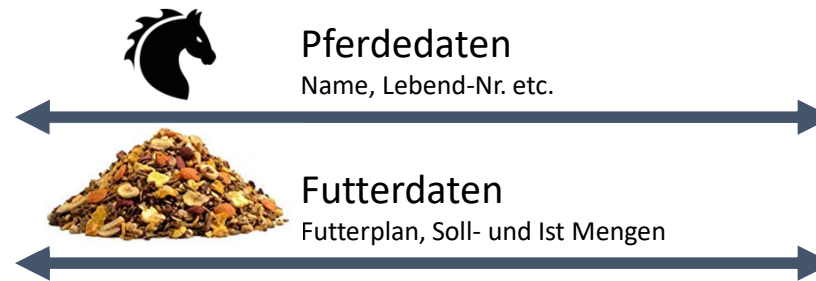 Pferdedaten
Name, Lebend-Nr. etc.
Futterdaten
Futterplan, Soll- und Ist Mengen